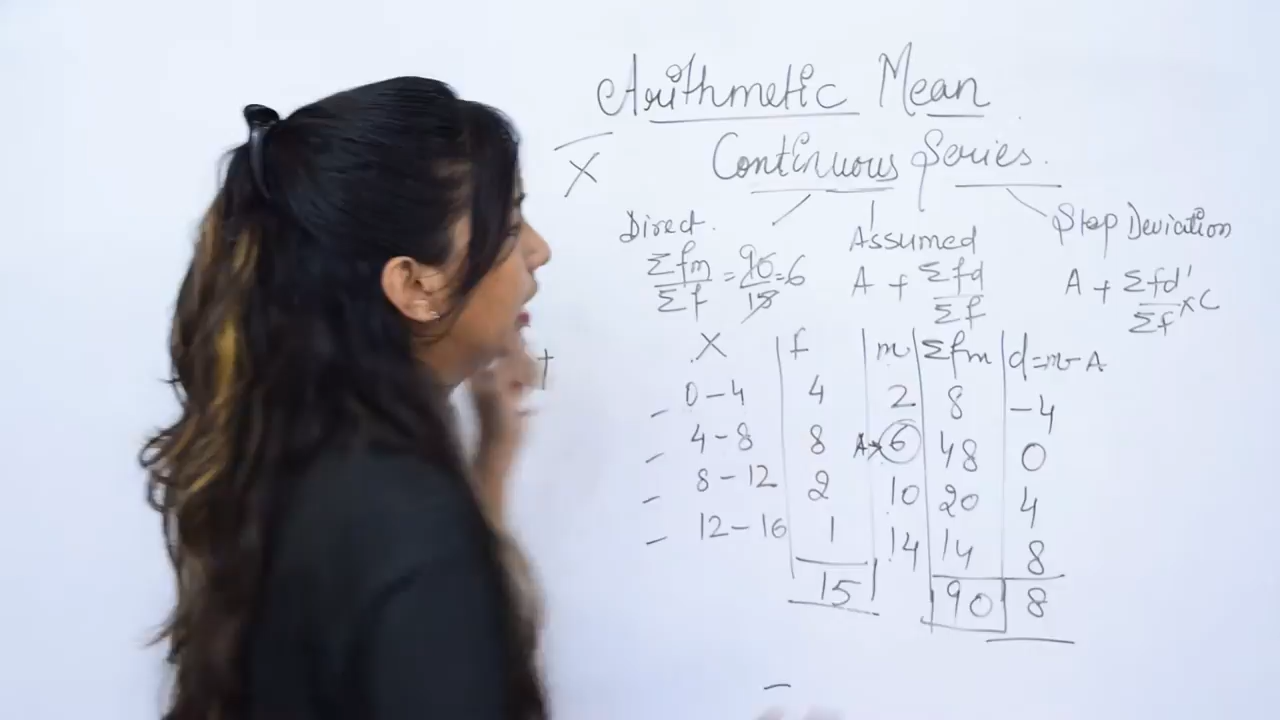 Arithmetic Mean
X̄
Continuous Series.
Direct.
Assumed
Step Deviation
Σfm/Σf = 90/15 = 6
A + Σfd/Σf
A + Σfd'/Σf × C
X f m Σfm d=m-A
0-4 4 2 8 -4
4-8 8 A→6 48 0
8-12 2 10 20 4
12-16 1 14 14 8
15 90 8